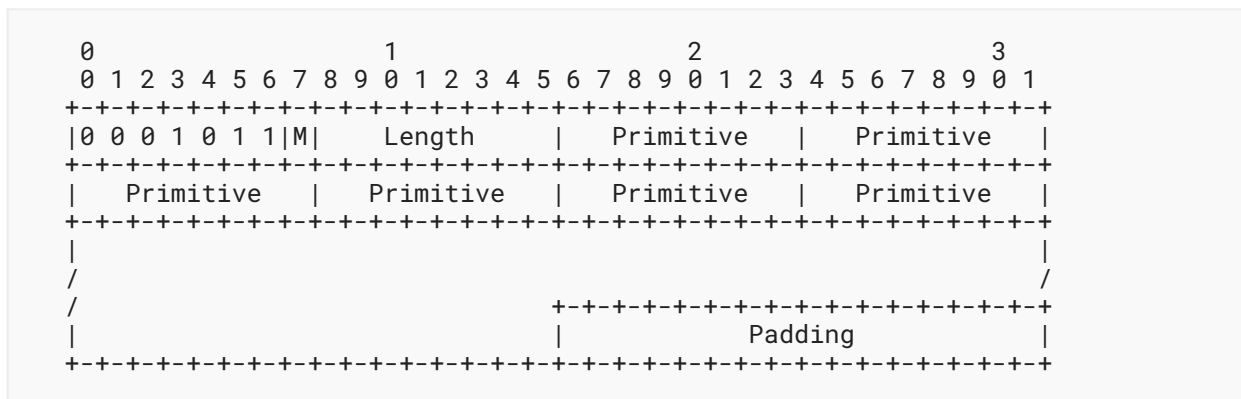 0                   1                   2                   3
 0 1 2 3 4 5 6 7 8 9 0 1 2 3 4 5 6 7 8 9 0 1 2 3 4 5 6 7 8 9 0 1
+-+-+-+-+-+-+-+-+-+-+-+-+-+-+-+-+-+-+-+-+-+-+-+-+-+-+-+-+-+-+-+-+
|0 0 0 1 0 1 1|M|    Length     |   Primitive   |   Primitive   |
+-+-+-+-+-+-+-+-+-+-+-+-+-+-+-+-+-+-+-+-+-+-+-+-+-+-+-+-+-+-+-+-+
|   Primitive   |   Primitive   |   Primitive   |   Primitive   |
+-+-+-+-+-+-+-+-+-+-+-+-+-+-+-+-+-+-+-+-+-+-+-+-+-+-+-+-+-+-+-+-+
|                                                               |
/                                                               /
/                               +-+-+-+-+-+-+-+-+-+-+-+-+-+-+-+-+
|                               |            Padding            |
+-+-+-+-+-+-+-+-+-+-+-+-+-+-+-+-+-+-+-+-+-+-+-+-+-+-+-+-+-+-+-+-+